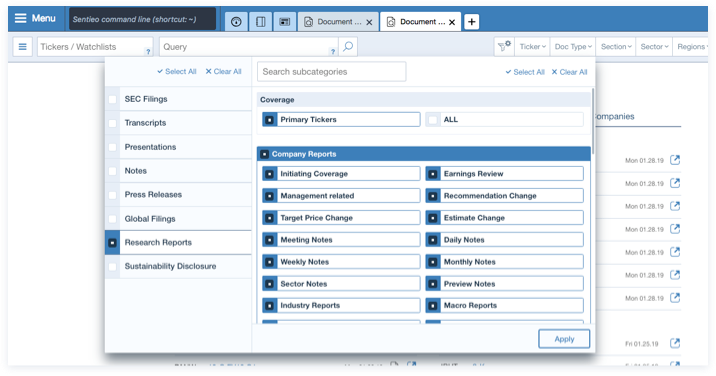 Menu
Sentieo command line (shortcut: ~)
Document ... X
Document ... X
+
Tickers / Watchlists
?
Query
?
Ticker
Doc Type
Section
Sector
Regions
Select All
Clear All
Search subcategories
Select All
Clear All
SEC Filings
Transcripts
Presentations
Notes
Press Releases
Global Filings
Research Reports
Sustainability Disclosure
Coverage
Primary Tickers
ALL
Company Reports
Initiating Coverage
Earnings Review
Management related
Recommendation Change
Target Price Change
Estimate Change
Meeting Notes
Daily Notes
Weekly Notes
Monthly Notes
Sector Notes
Preview Notes
Industry Reports
Macro Reports
Apply
ompanies
Mon 01.28.19
Mon 01.28.19
Mon 01.28.19
Mon 01.28.19
Mon 01.28.19
Mon 01.28.19
Mon 01.28.19
Fri 01.25.19